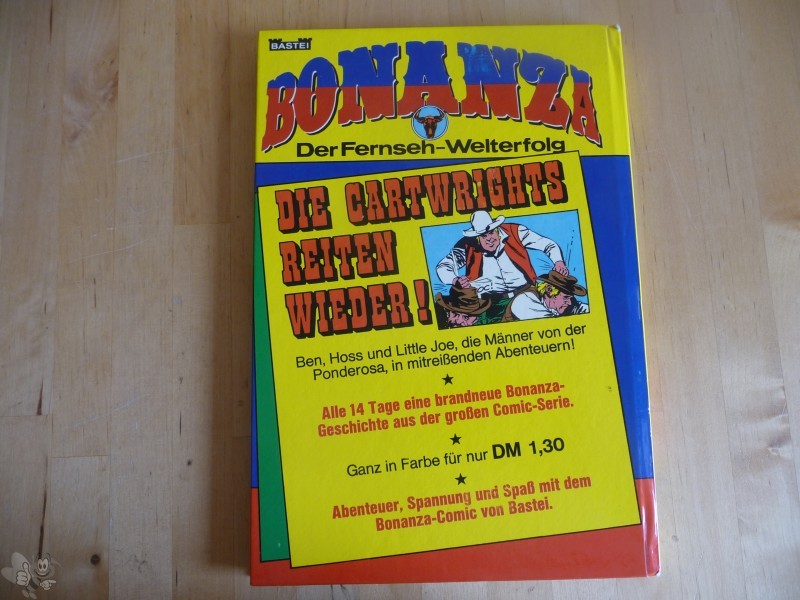 BASTEI
BONANZA
Der Fernseh-Welterfolg
DIE CARTWRIGHTS
REITEN
WIEDER!
Ben, Hoss und Little Joe, die Männer von der
Ponderosa, in mitreißenden Abenteuern!
Alle 14 Tage eine brandneue Bonanza-
Geschichte aus der großen Comic-Serie.
Ganz in Farbe für nur DM 1,30
Abenteuer, Spannung und Spaß mit dem
Bonanza-Comic von Bastei.